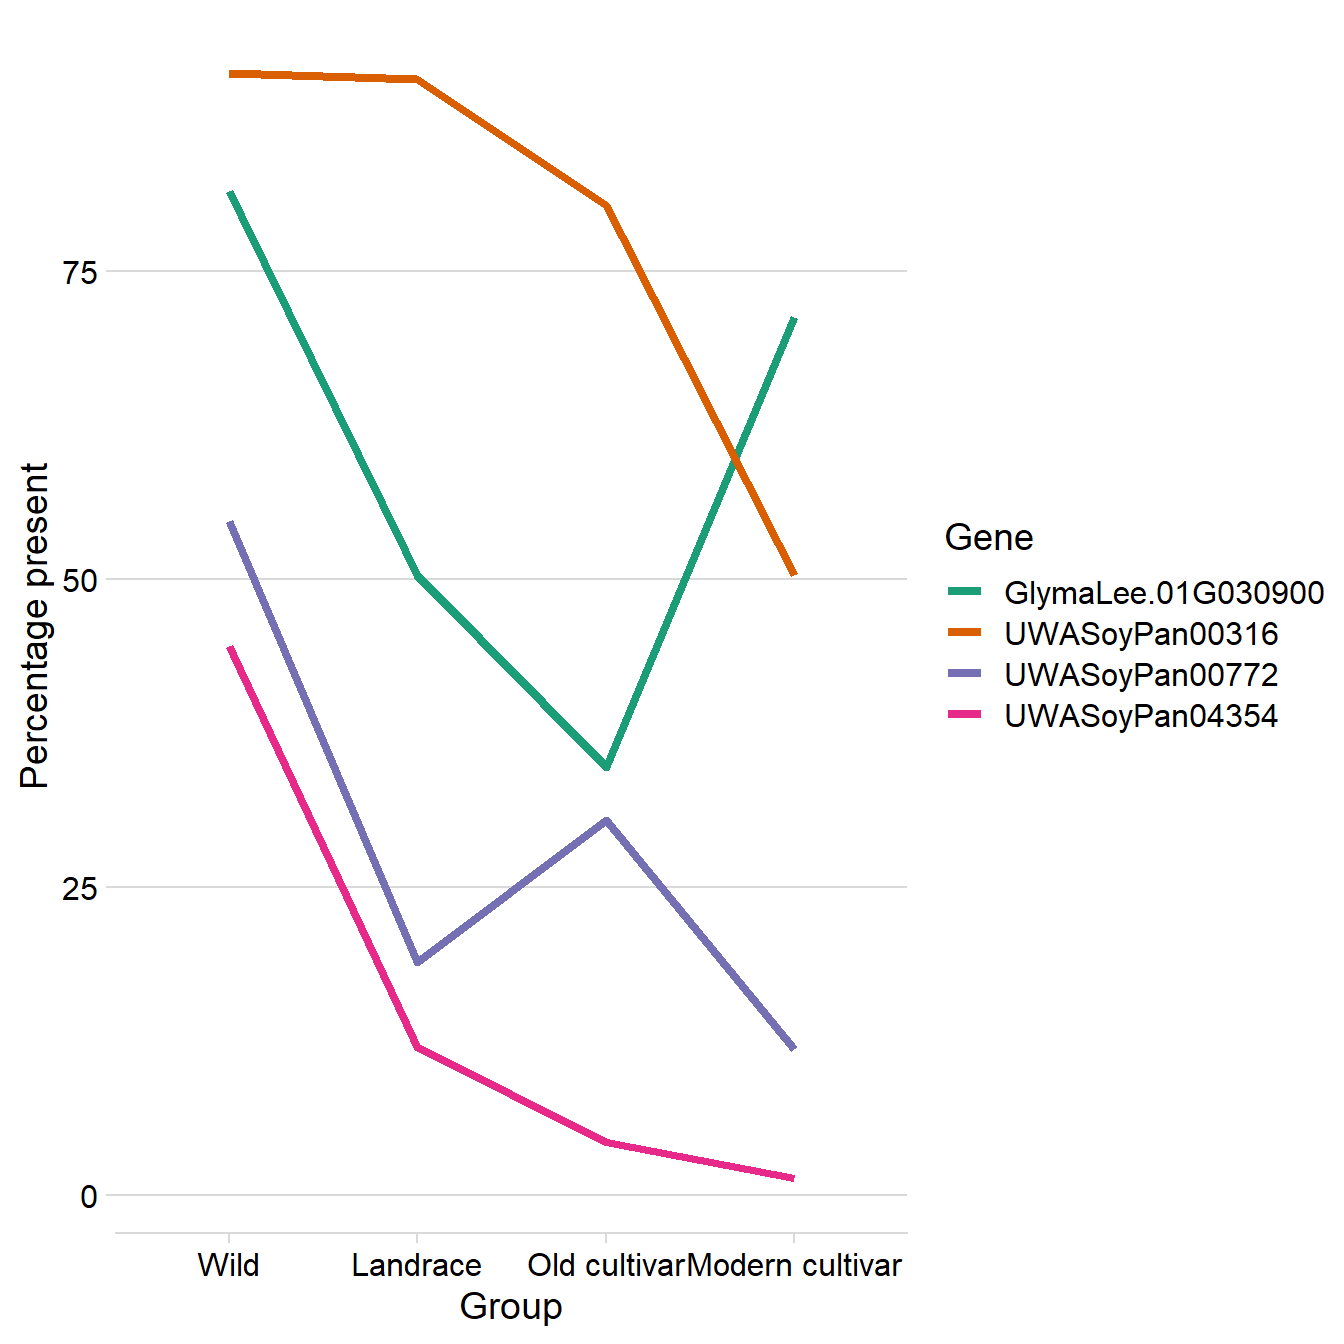 75
50
25
0
Percentage present
Wild
Landrace
Old cultivar
Modern cultivar
Group
Gene
GlymaLee.01G030900
UWASoyPan00316
UWASoyPan00772
UWASoyPan04354